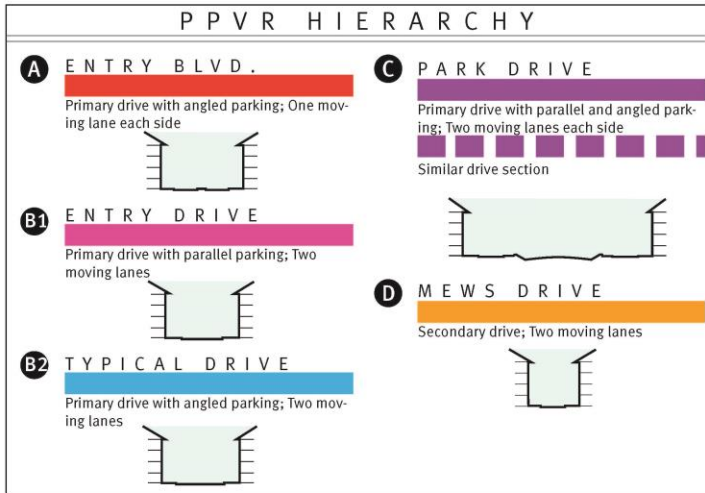 PPVR HIERARCHY
A ENTRY BLVD.
Primary drive with angled parking; One mov-
ing lane each side
B1 ENTRY DRIVE
Primary drive with parallel parking; Two
moving lanes
B2 TYPICAL DRIVE
Primary drive with angled parking; Two mov-
ing lanes
C PARK DRIVE
Primary drive with parallel and angled park-
ing; Two moving lanes each side
Similar drive section
D MEWS DRIVE
Secondary drive; Two moving lanes